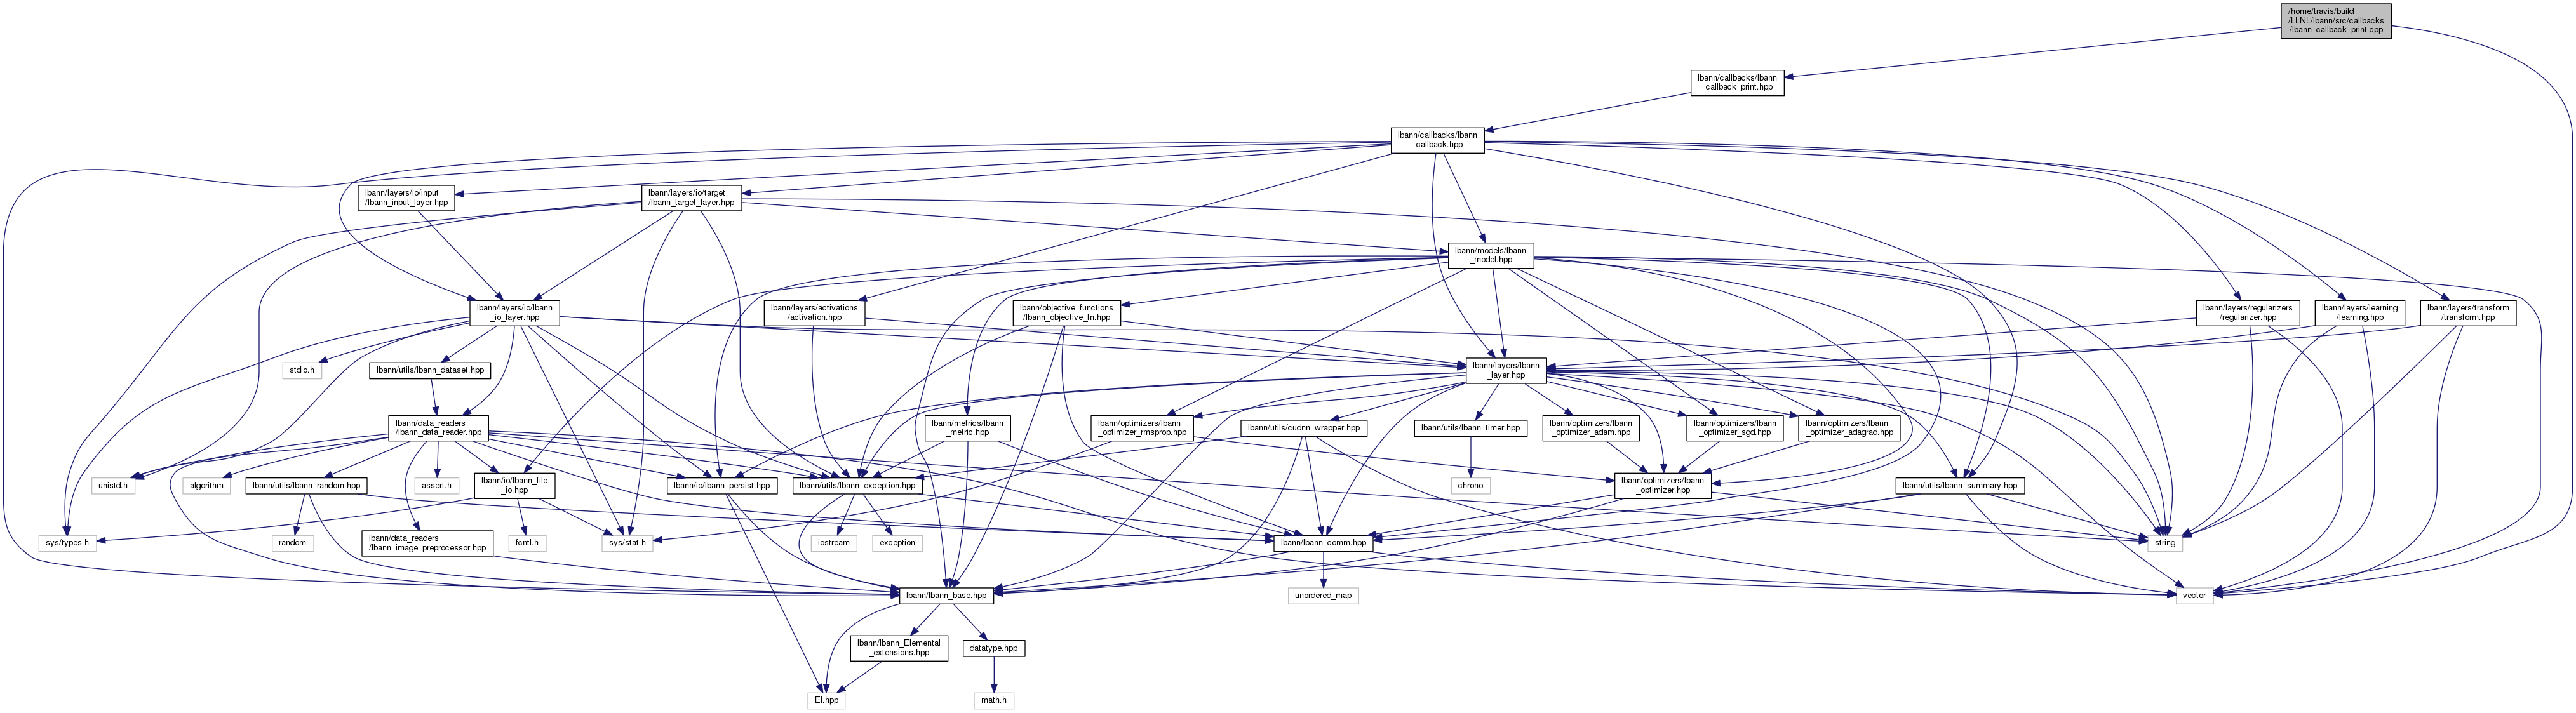 /home/travis/build
/LLNL/lbann/src/callbacks
/lbann_callback_print.cpp
lbann/callbacks/lbann
_callback_print.hpp
lbann/callbacks/lbann
_callback.hpp
lbann/layers/io/input
/lbann_input_layer.hpp
lbann/layers/io/target
/lbann_target_layer.hpp
lbann/models/lbann
_model.hpp
lbann/layers/io/lbann
_io_layer.hpp
lbann/layers/activations
/activation.hpp
lbann/objective_functions
/lbann_objective_fn.hpp
lbann/layers/regularizers
/regularizer.hpp
lbann/layers/learning
/learning.hpp
lbann/layers/transform
/transform.hpp
stdio.h
lbann/utils/lbann_dataset.hpp
lbann/layers/lbann
_layer.hpp
lbann/data_readers
/lbann_data_reader.hpp
lbann/metrics/lbann
_metric.hpp
lbann/optimizers/lbann
_optimizer_rmsprop.hpp
lbann/utils/cudnn_wrapper.hpp
lbann/utils/lbann_timer.hpp
lbann/optimizers/lbann
_optimizer_adam.hpp
lbann/optimizers/lbann
_optimizer_sgd.hpp
lbann/optimizers/lbann
_optimizer_adagrad.hpp
unistd.h
algorithm
lbann/utils/lbann_random.hpp
assert.h
lbann/io/lbann_file
_io.hpp
lbann/io/lbann_persist.hpp
lbann/utils/lbann_exception.hpp
chrono
lbann/optimizers/lbann
_optimizer.hpp
lbann/utils/lbann_summary.hpp
sys/types.h
random
lbann/data_readers
/lbann_image_preprocessor.hpp
fcntl.h
sys/stat.h
iostream
exception
lbann/lbann_comm.hpp
string
lbann/lbann_base.hpp
unordered_map
vector
lbann/lbann_Elemental
_extensions.hpp
datatype.hpp
El.hpp
math.h